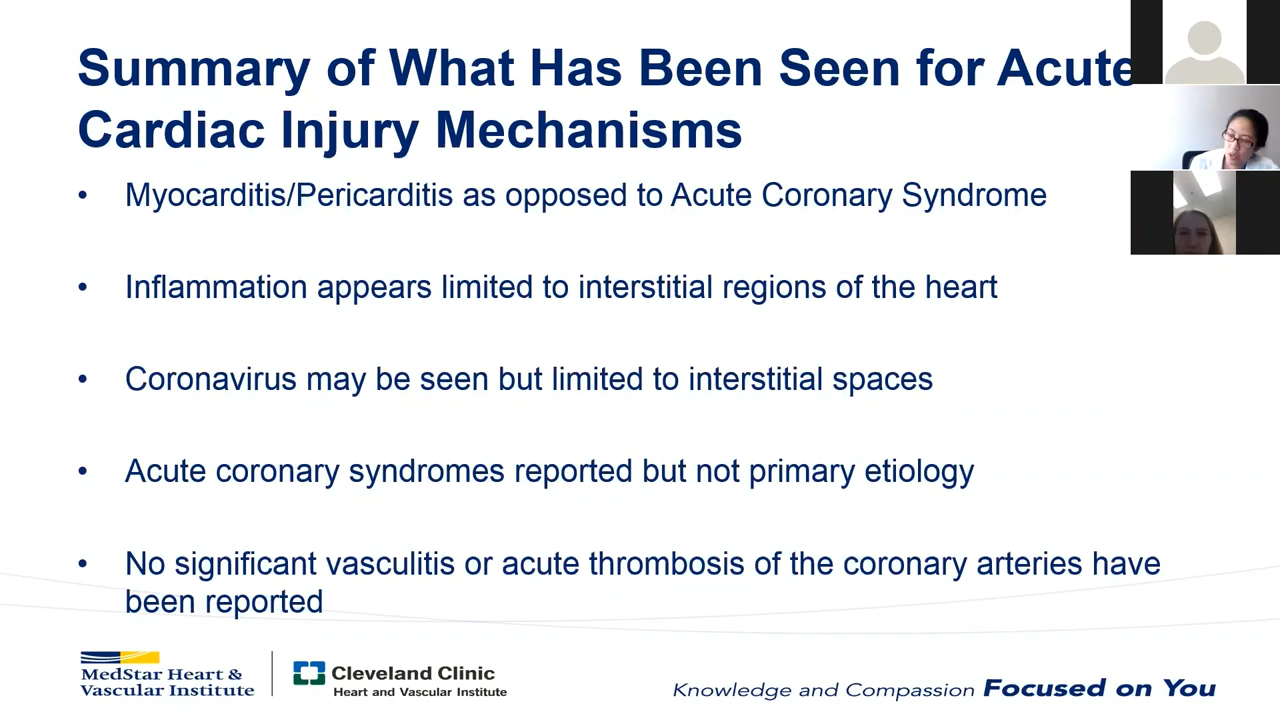 Summary of What Has Been Seen for Acute
Cardiac Injury Mechanisms
• Myocarditis/Pericarditis as opposed to Acute Coronary Syndrome
• Inflammation appears limited to interstitial regions of the heart
• Coronavirus may be seen but limited to interstitial spaces
• Acute coronary syndromes reported but not primary etiology
• No significant vasculitis or acute thrombosis of the coronary arteries have
been reported
MedStar Heart &
Vascular Institute
Cleveland Clinic
Heart and Vascular Institute
Knowledge and Compassion Focused on You